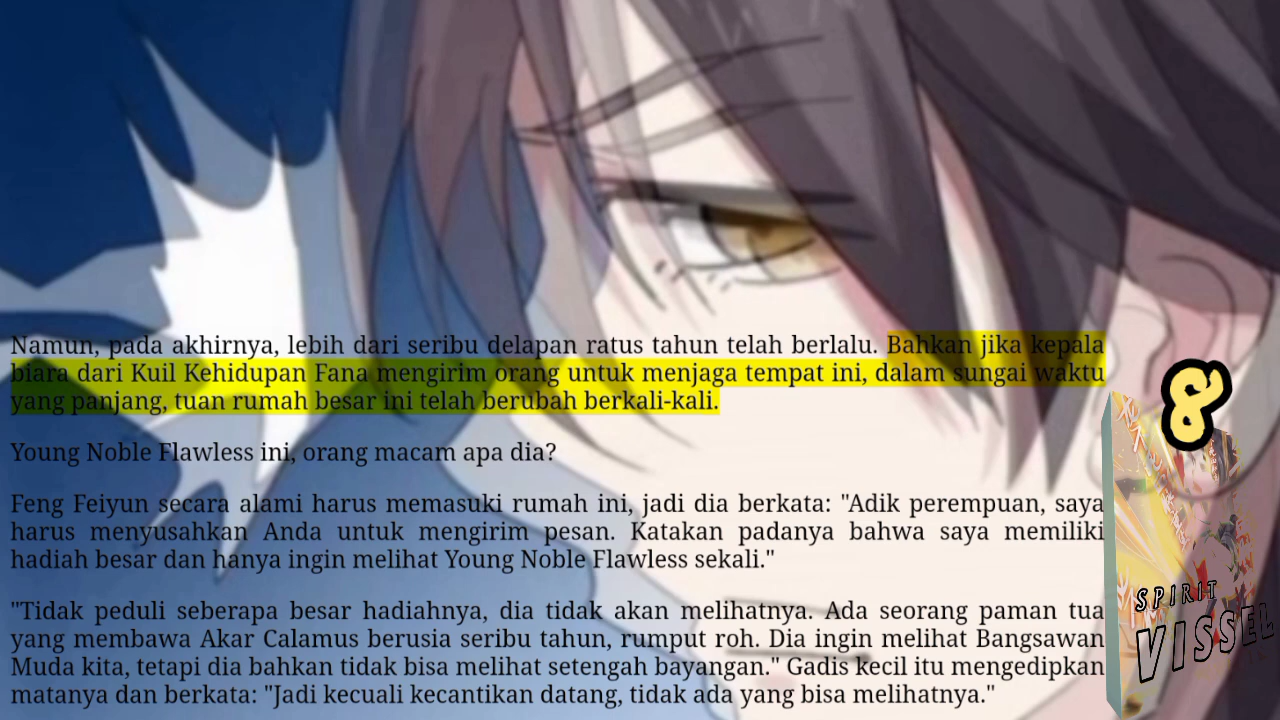 Namun, pada akhirnya, lebih dari seribu delapan ratus tahun telah berlalu. Bahkan jika kepala
biara dari Kuil Kehidupan Fana mengirim orang untuk menjaga tempat ini, dalam sungai waktu
yang panjang, tuan rumah besar ini telah berubah berkali-kali.
Young Noble Flawless ini, orang macam apa dia?
Feng Feiyun secara alami harus memasuki rumah ini, jadi dia berkata: "Adik perempuan, saya
harus menyusahkan Anda untuk mengirim pesan. Katakan padanya bahwa saya memiliki
hadiah besar dan hanya ingin melihat Young Noble Flawless sekali."
"Tidak peduli seberapa besar hadiahnya, dia tidak akan melihatnya. Ada seorang paman tua
yang membawa Akar Calamus berusia seribu tahun, rumput roh. Dia ingin melihat Bangsawan
Muda kita, tetapi dia bahkan tidak bisa melihat setengah bayangan." Gadis kecil itu mengedipkan
matanya dan berkata: "Jadi kecuali kecantikan datang, tidak ada yang bisa melihatnya."
8
SPIRIT
VISSEL